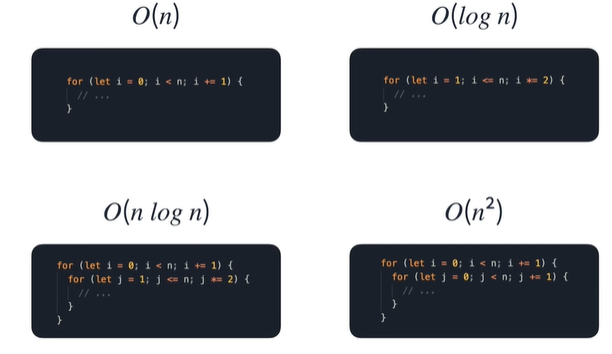 O(n)
for (let i = 0; i < n; i += 1) {
  // ...
}
O(log n)
for (let i = 1; i <= n; i *= 2) {
  // ...
}
O(n log n)
for (let i = 0; i < n; i += 1) {
  for (let j = 1; j <= n; j *= 2) {
    // ...
  }
}
O(n²)
for (let i = 0; i < n; i += 1) {
  for (let j = 0; j < n; j += 1) {
    // ...
  }
}